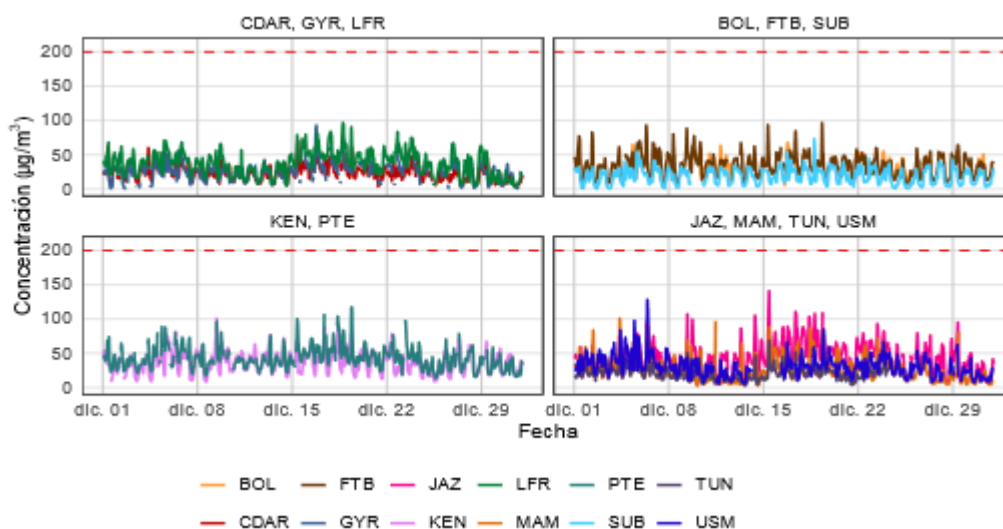 CDAR, GYR, LFR
BOL, FTB, SUB
200
150
100
50
0
KEN, PTE
JAZ, MAM, TUN, USM
200
150
100
50
0
Concentración (µg/m³)
dic. 01 dic. 08 dic. 15 dic. 22 dic. 29
dic. 01 dic. 08 dic. 15 dic. 22 dic. 29
Fecha
BOL FTB JAZ LFR PTE TUN
CDAR GYR KEN MAM SUB USM